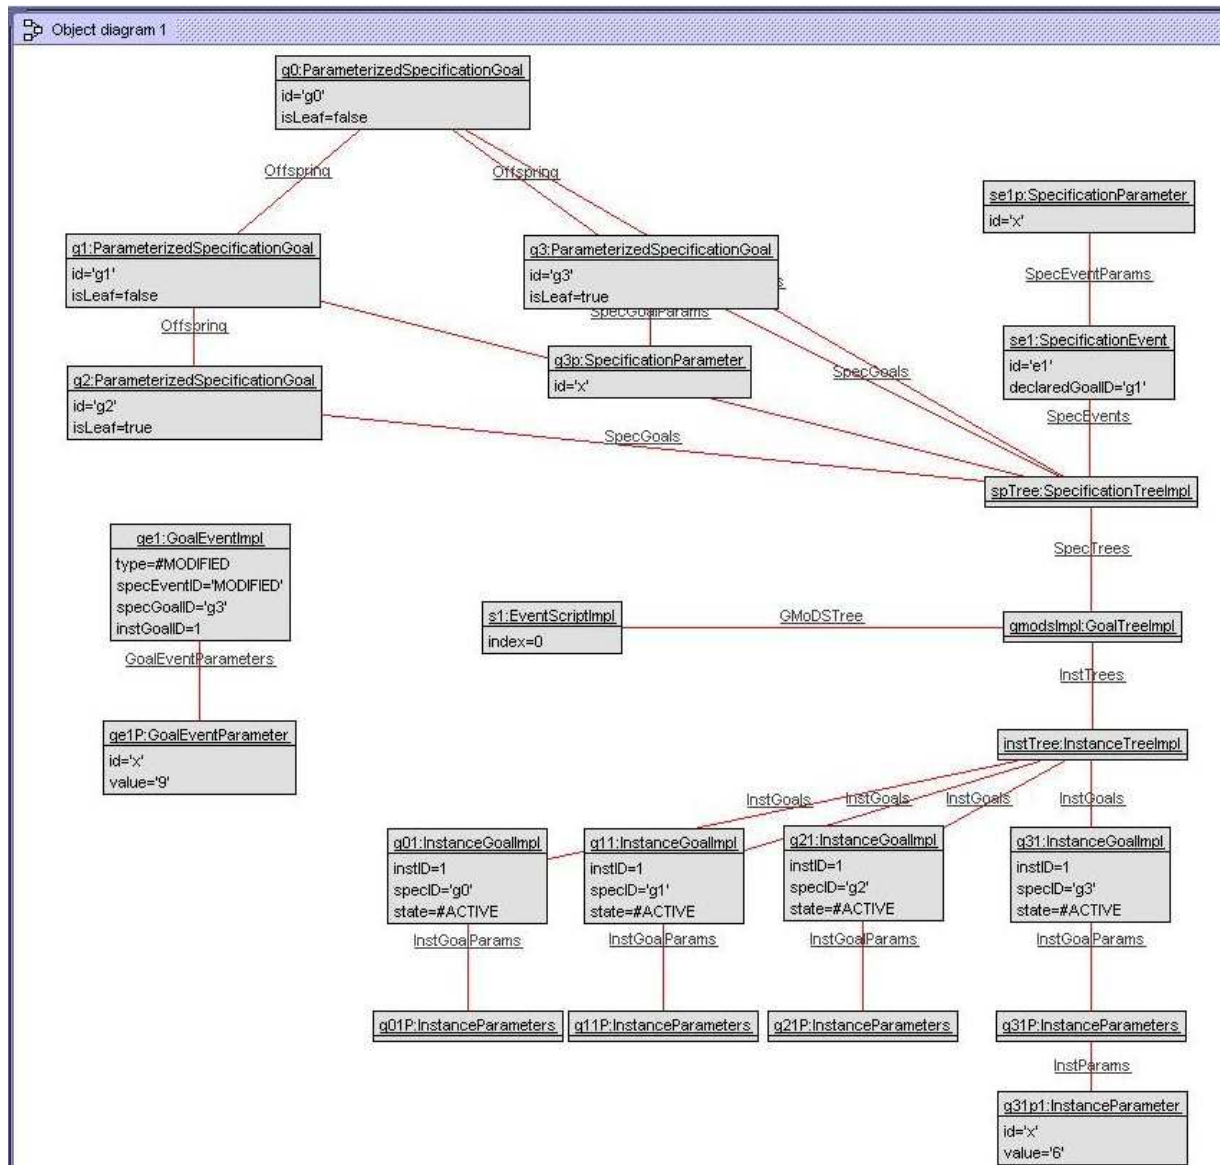 Object diagram 1
g0:ParameterizedSpecificationGoal
id='g0'
isLeaf=false
Offspring
Offspring
se1p:SpecificationParameter
id='x'
g1:ParameterizedSpecificationGoal
id='g1'
isLeaf=false
g3:ParameterizedSpecificationGoal
id='g3'
isLeaf=true
SpecEventParams
SpecGoalParams
Offspring
se1:SpecificationEvent
id='e1'
declaredGoalID='g1'
g3p:SpecificationParameter
id='x'
g2:ParameterizedSpecificationGoal
id='g2'
isLeaf=true
SpecGoals
SpecEvents
SpecGoals
spTree:SpecificationTreeImpl
ge1:GoalEventImpl
type=#MODIFIED
specEventID='MODIFIED'
specGoalID='g3'
instGoalID=1
SpecTrees
s1:EventScriptImpl
index=0
GMoDSTree
gmodsImpl:GoalTreeImpl
GoalEventParameters
InstTrees
ge1P:GoalEventParameter
id='x'
value='9'
instTree:InstanceTreeImpl
InstGoals
InstGoals
InstGoals
InstGoals
g01:InstanceGoalImpl
instID=1
specID='g0'
state=#ACTIVE
g11:InstanceGoalImpl
instID=1
specID='g1'
state=#ACTIVE
g21:InstanceGoalImpl
instID=1
specID='g2'
state=#ACTIVE
g31:InstanceGoalImpl
instID=1
specID='g3'
state=#ACTIVE
InstGoalParams
InstGoalParams
InstGoalParams
InstGoalParams
g01P:InstanceParameters
g11P:InstanceParameters
g21P:InstanceParameters
g31P:InstanceParameters
InstParams
g31p1:InstanceParameter
id='x'
value='6'